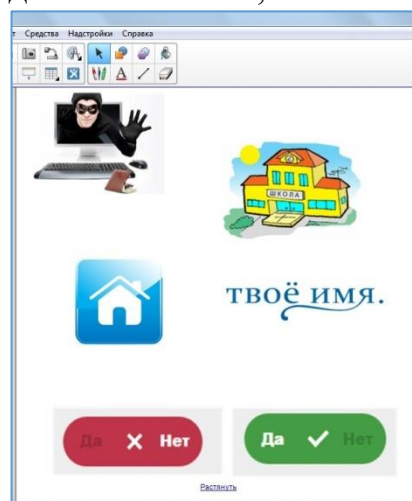 Средства Надстройки Справка
ШКОЛА
твоё имя.
Да Нет
Да Нет
Растянуть